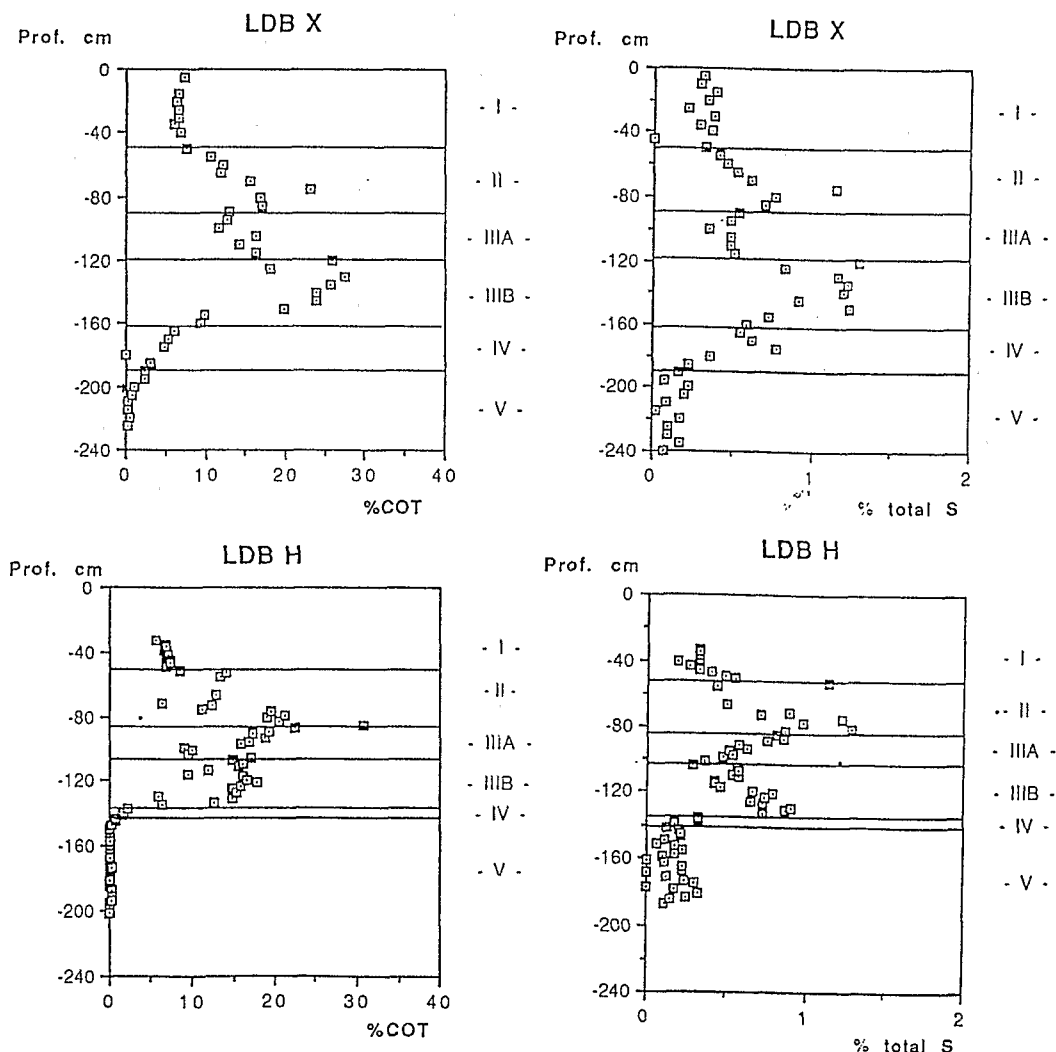 LDB X
Prof. cm
0
-40
-80
-120
-160
-200
-240
0
10
20
30
40
%COT
- I -
- II -
- IIIA -
- IIIB -
- IV -
- V -
LDB X
Prof. cm
0
-40
-80
-120
-160
-200
-240
0
1
2
% total S
- I -
- II -
- IIIA -
- IIIB -
- IV -
- V -
LDB H
Prof. cm
0
-40
-80
-120
-160
-200
-240
0
10
20
30
40
%COT
- I -
- II -
- IIIA -
- IIIB -
- IV -
- V -
LDB H
Prof. cm
0
-40
-80
-120
-160
-200
-240
0
1
2
% total S
- I -
- II -
- IIIA -
- IIIB -
- IV -
- V -